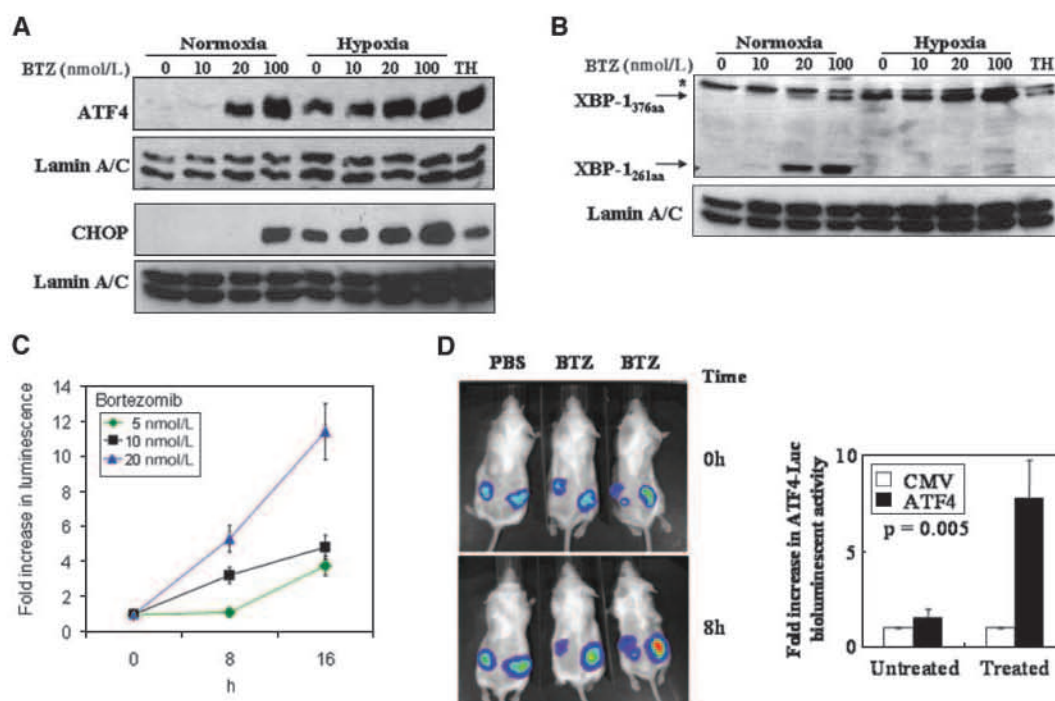 A
Normoxia Hypoxia
BTZ (nmol/L) 0 10 20 100 0 10 20 100 TH
ATF4
Lamin A/C
CHOP
Lamin A/C
B
Normoxia Hypoxia
BTZ (nmol/L) 0 10 20 100 0 10 20 100 TH
*
XBP-1376aa
XBP-1261aa
Lamin A/C
C
Fold increase in luminescence
14
12
10
8
6
4
2
0
Bortezomib
5 nmol/L
10 nmol/L
20 nmol/L
0 8 16
h
D
PBS BTZ BTZ Time
0h
8h
Fold increase in ATF4-Luc
bioluminescent activity
10
5
0
CMV
ATF4
p = 0.005
Untreated Treated